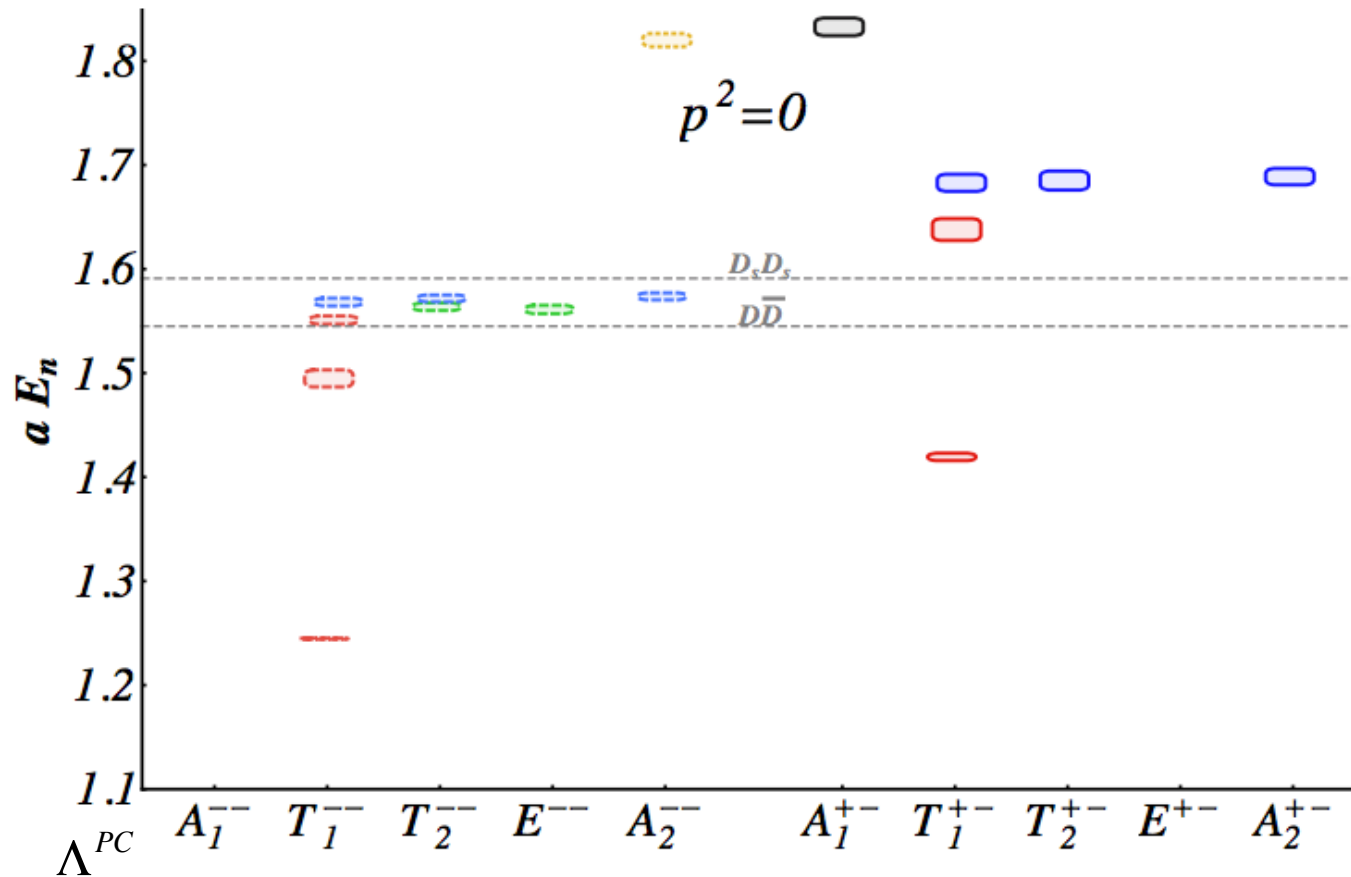 1.8
p²=0
1.7
1.6
DₛDₛ
DD̅
1.5
a Eₙ
1.4
1.3
1.2
1.1
A₁⁻⁻ T₁⁻⁻ T₂⁻⁻ E⁻⁻ A₂⁻⁻ A₁⁺⁻ T₁⁺⁻ T₂⁺⁻ E⁺⁻ A₂⁺⁻
Λᴾꟲ